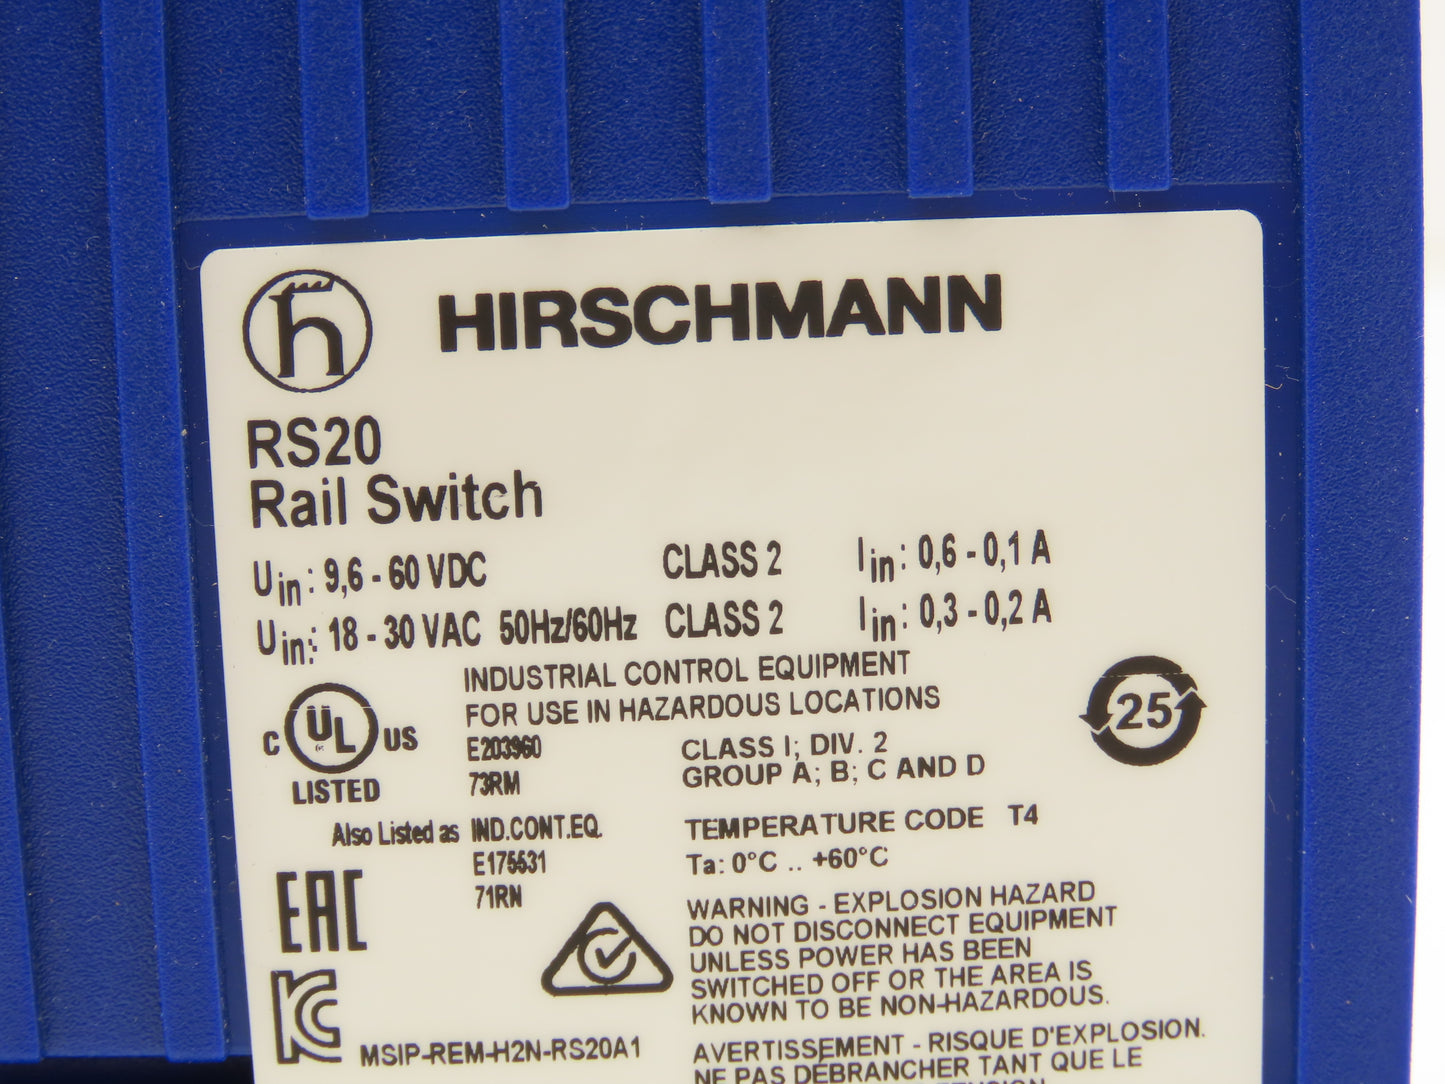 h HIRSCHMANN
RS20
Rail Switch
Uin: 9,6 - 60 VDC CLASS 2 Iin: 0,6 - 0,1 A
Uin: 18 - 30 VAC 50Hz/60Hz CLASS 2 Iin: 0,3 - 0,2 A
INDUSTRIAL CONTROL EQUIPMENT
FOR USE IN HAZARDOUS LOCATIONS
C UL US
LISTED
E203960
73RM
CLASS I; DIV. 2
GROUP A; B; C AND D
25
Also Listed as IND.CONT.EQ.
E175531
71RN
TEMPERATURE CODE T4
Ta: 0°C .. +60°C
EAC
KC
MSIP-REM-H2N-RS20A1
WARNING - EXPLOSION HAZARD
DO NOT DISCONNECT EQUIPMENT
UNLESS POWER HAS BEEN
SWITCHED OFF OR THE AREA IS
KNOWN TO BE NON-HAZARDOUS.
AVERTISSEMENT - RISQUE D'EXPLOSION.
NE PAS DÉBRANCHER TANT QUE LE